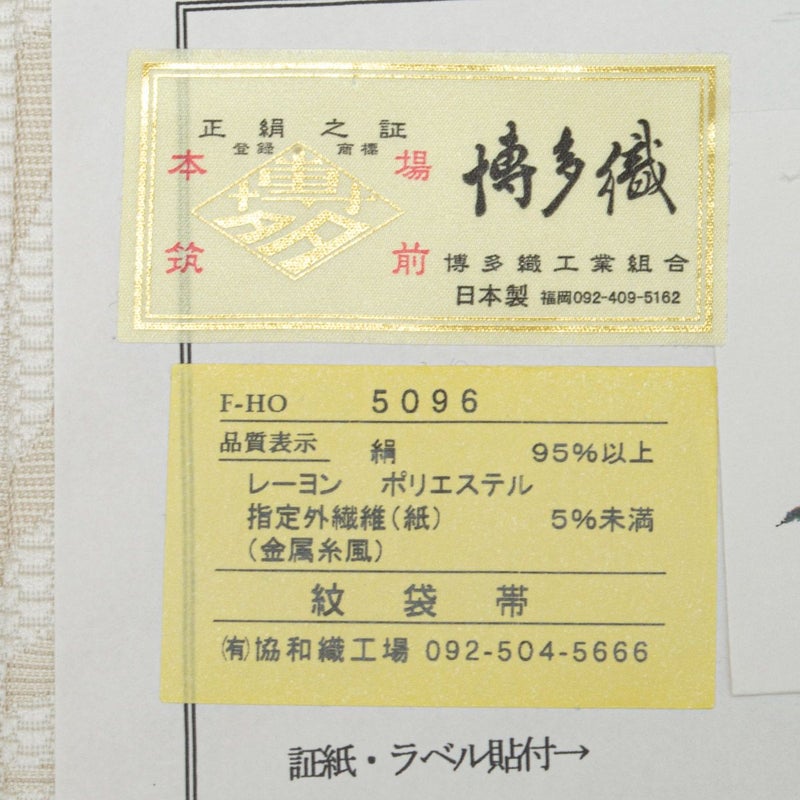 正絹之証
登録 商標
本 場
博多
筑 前
博多織
博多織工業組合
日本製 福岡092-409-5162
F-HO 5096
品質表示 絹 95%以上
レーヨン ポリエステル
指定外繊維(紙) 5%未満
(金属糸風)
紋袋帯
(有)協和織工場 092-504-5666
証紙・ラベル貼付→